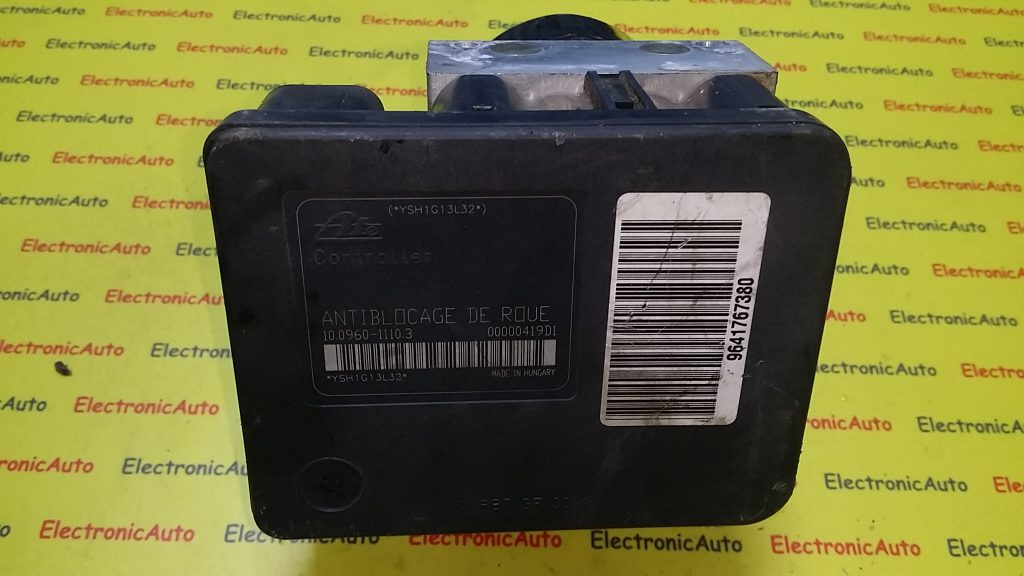 (*YSH1G13L32*)
Ate
Controller
ANTIBLOCAGE DE ROUE
10.0960-1110.3 00000419D1
*YSH1G13L32*
MADE IN HUNGARY
9641767380
ElectronicAuto